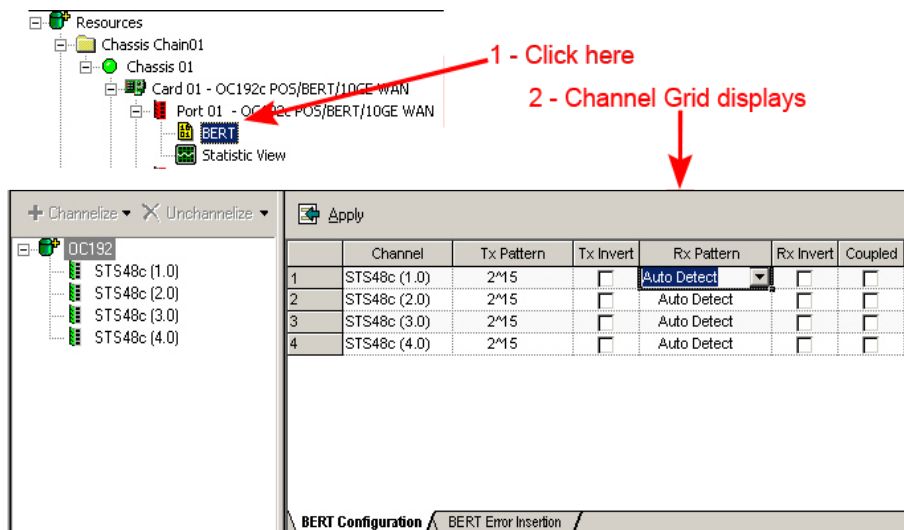 Resources
Chassis Chain01
Chassis 01
Card 01 - OC192c POS/BERT/10GE WAN
Port 01 - OC192c POS/BERT/10GE WAN
BERT
Statistic View
1 - Click here
2 - Channel Grid displays
Channelize Unchannelize
OC192
STS48c (1.0)
STS48c (2.0)
STS48c (3.0)
STS48c (4.0)
Apply
Channel Tx Pattern Tx Invert Rx Pattern Rx Invert Coupled
1 STS48c (1.0) 2^15 Auto Detect
2 STS48c (2.0) 2^15 Auto Detect
3 STS48c (3.0) 2^15 Auto Detect
4 STS48c (4.0) 2^15 Auto Detect
BERT Configuration BERT Error Insertion